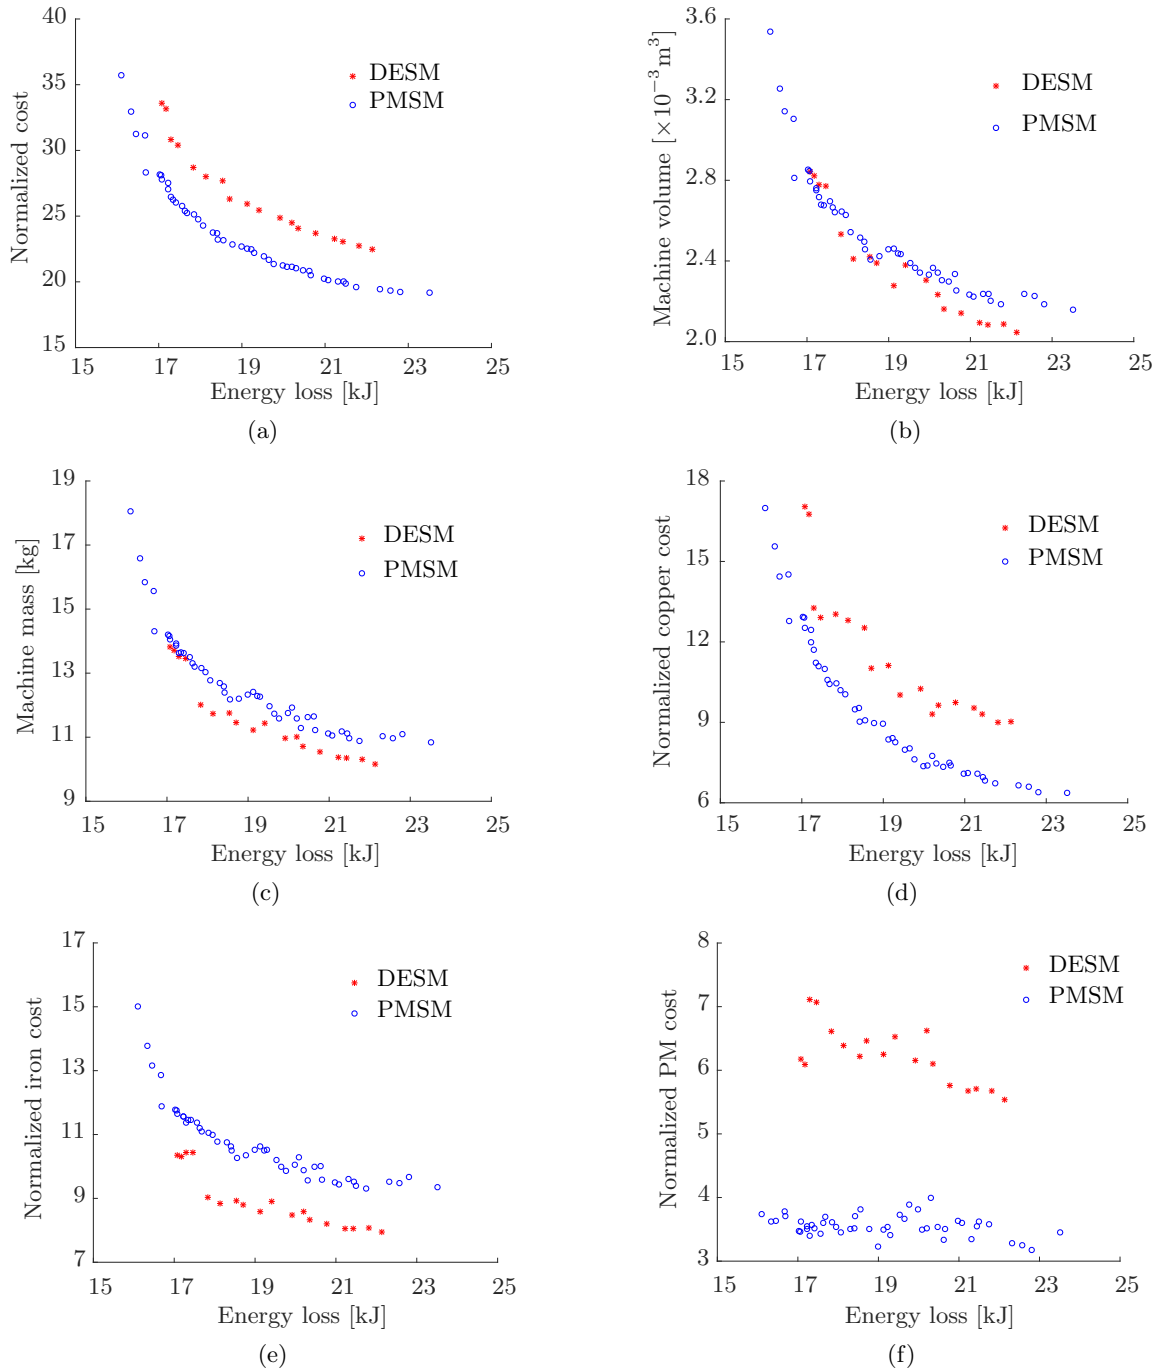 40
35
30
25
20
15
15 17 19 21 23 25
Normalized cost
Energy loss [kJ]
DESM
PMSM
(a)
3.6
3.2
2.8
2.4
2.0
15 17 19 21 23 25
Machine volume [×10⁻³ m³]
Energy loss [kJ]
DESM
PMSM
(b)
19
17
15
13
11
9
15 17 19 21 23 25
Machine mass [kg]
Energy loss [kJ]
DESM
PMSM
(c)
18
15
12
9
6
15 17 19 21 23 25
Normalized copper cost
Energy loss [kJ]
DESM
PMSM
(d)
17
15
13
11
9
7
15 17 19 21 23 25
Normalized iron cost
Energy loss [kJ]
DESM
PMSM
(e)
8
7
6
5
4
3
15 17 19 21 23 25
Normalized PM cost
Energy loss [kJ]
DESM
PMSM
(f)